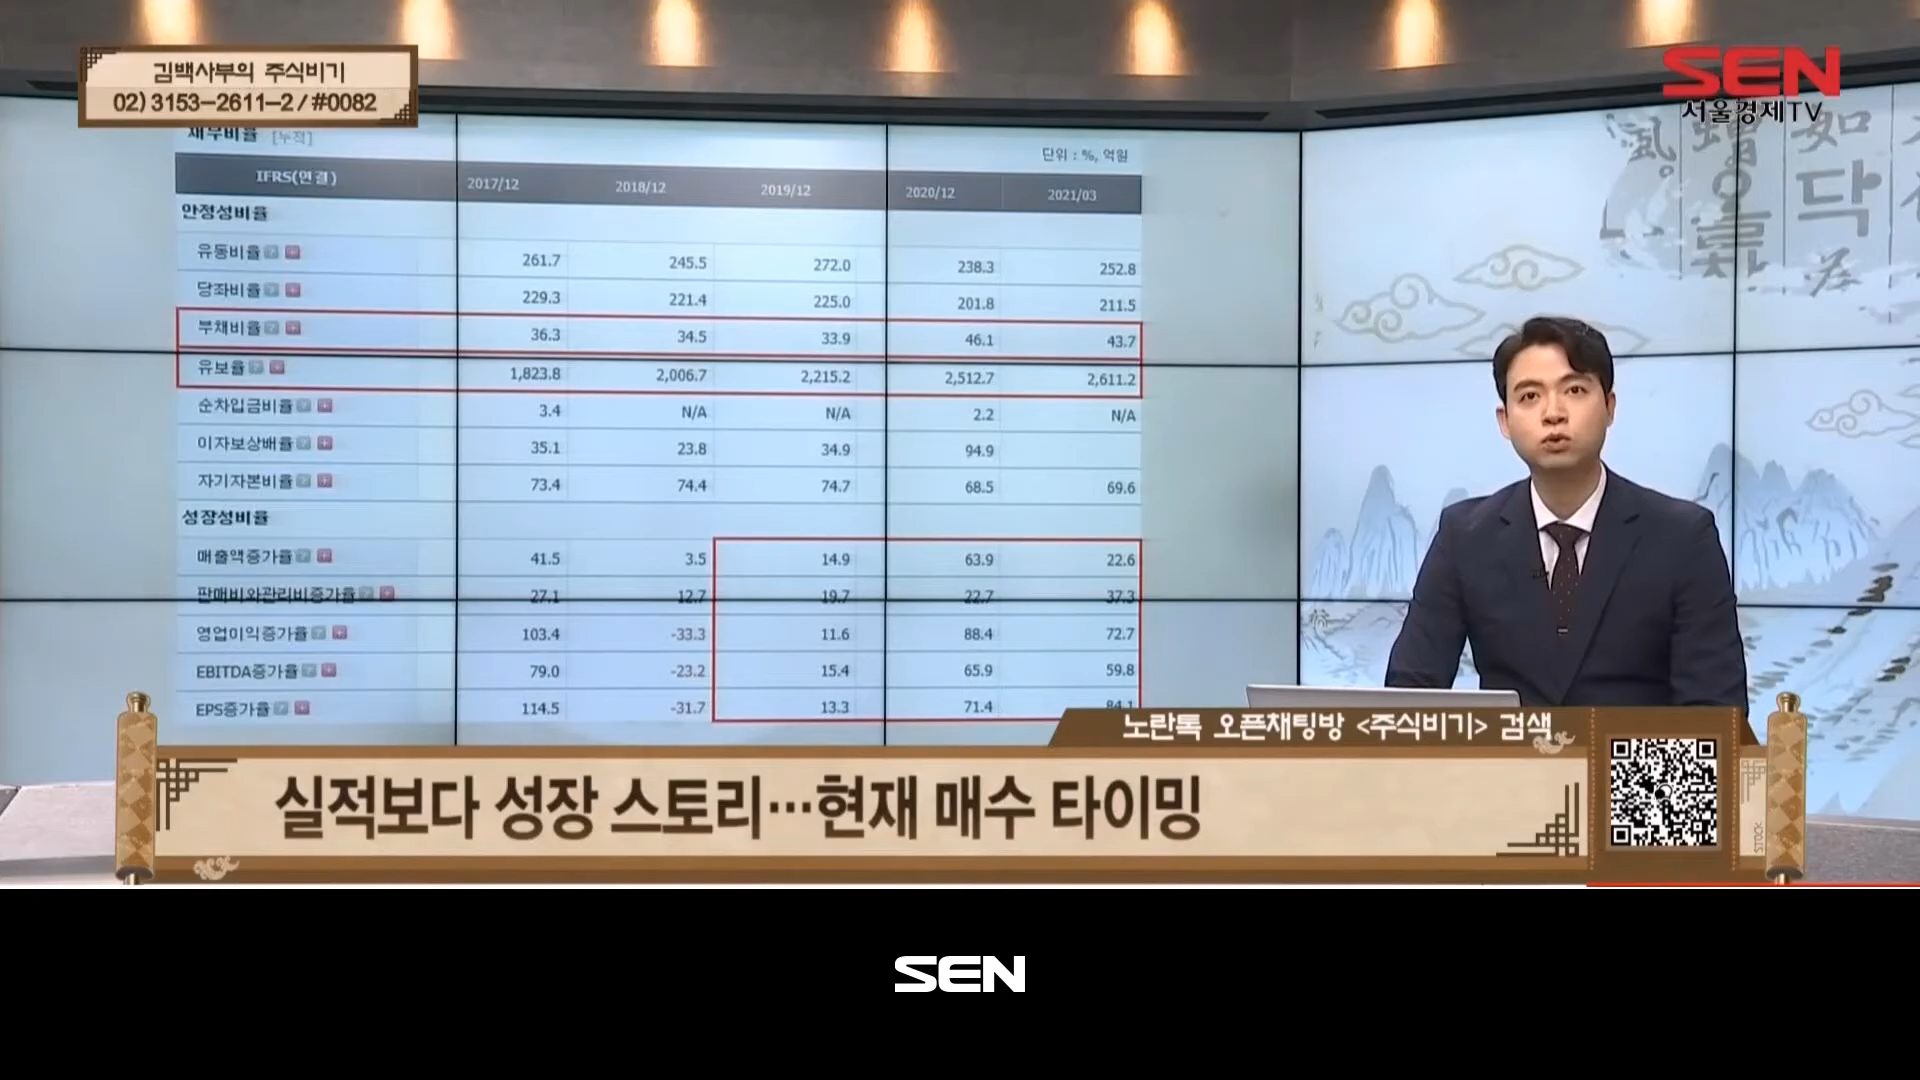 김백사부의 주식비기
02) 3153-2611-2 / #0082
SEN
서울경제TV
재무비율 [누적]
단위 : %, 억원
IFRS(연결) 2017/12 2018/12 2019/12 2020/12 2021/03
안정성비율
유동비율 261.7 245.5 272.0 238.3 252.8
당좌비율 229.3 221.4 225.0 201.8 211.5
부채비율 36.3 34.5 33.9 46.1 43.7
유보율 1,823.8 2,006.7 2,215.2 2,512.7 2,611.2
순차입금비율 3.4 N/A N/A 2.2 N/A
이자보상배율 35.1 23.8 34.9 94.9
자기자본비율 73.4 74.4 74.7 68.5 69.6
성장성비율
매출액증가율 41.5 3.5 14.9 63.9 22.6
판매비와관리비증가율 27.1 12.7 19.7 22.7 37.3
영업이익증가율 103.4 -33.3 11.6 88.4 72.7
EBITDA증가율 79.0 -23.2 15.4 65.9 59.8
EPS증가율 114.5 -31.7 13.3 71.4 84.1
如
닥
노란톡 오픈채팅방 <주식비기> 검색
실적보다 성장 스토리…현재 매수 타이밍
STOCK
SEN